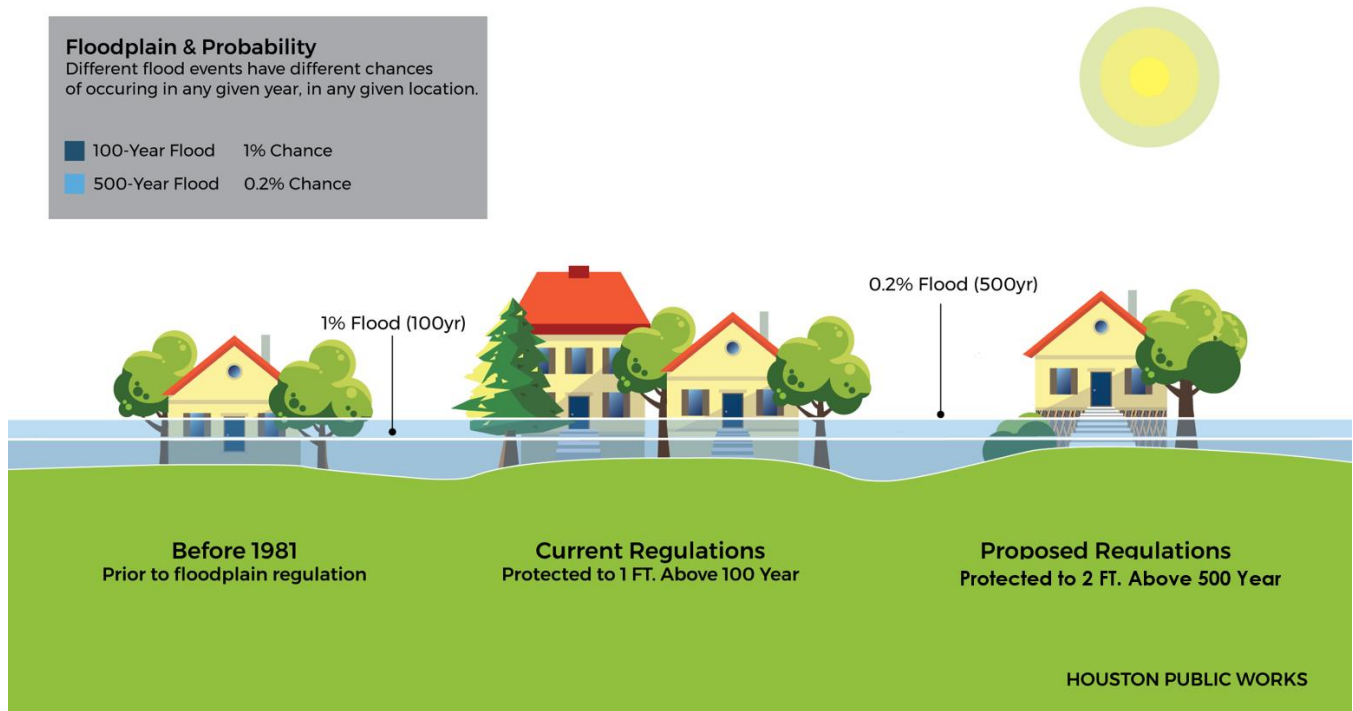 Floodplain & Probability
Different flood events have different chances
of occuring in any given year, in any given location.
100-Year Flood 1% Chance
500-Year Flood 0.2% Chance
0.2% Flood (500yr)
1% Flood (100yr)
Before 1981
Prior to floodplain regulation
Current Regulations
Protected to 1 FT. Above 100 Year
Proposed Regulations
Protected to 2 FT. Above 500 Year
HOUSTON PUBLIC WORKS